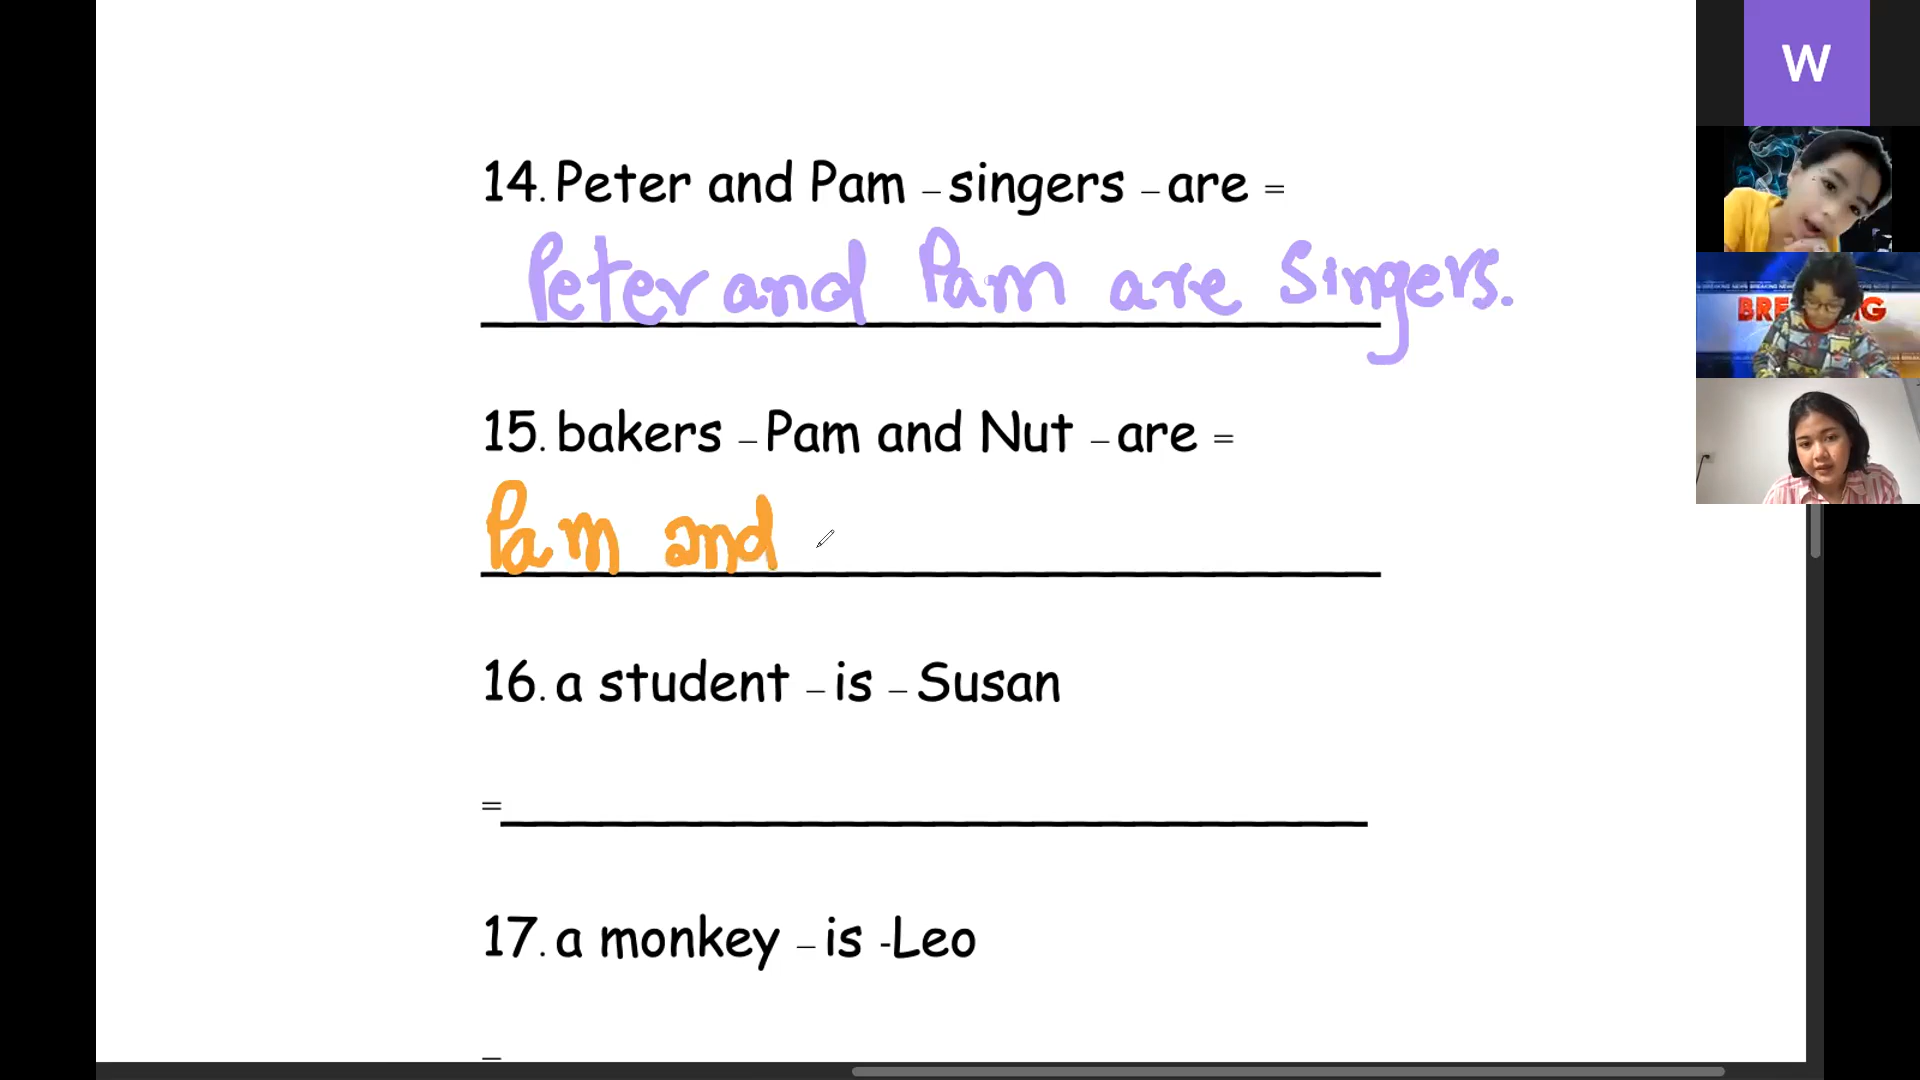 W
14. Peter and Pam – singers – are =
Peter and Pam are singers.
15. bakers – Pam and Nut – are =
Pam and
16. a student – is – Susan
=
17. a monkey – is -Leo
=